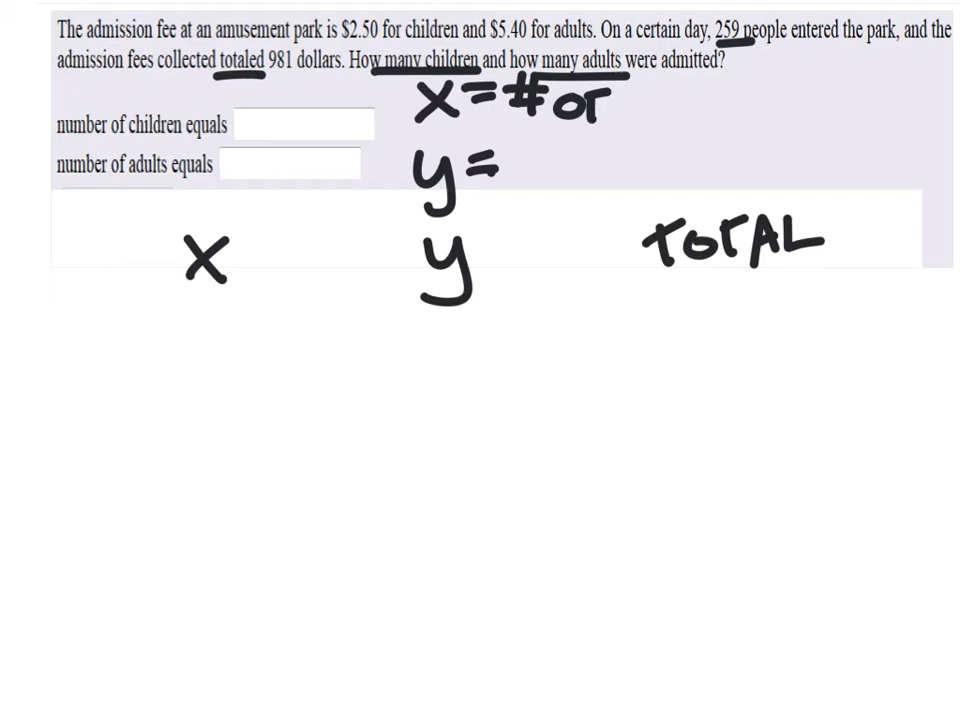 The admission fee at an amusement park is $2.50 for children and $5.40 for adults. On a certain day, 259 people entered the park, and the
admission fees collected totaled 981 dollars. How many children and how many adults were admitted?
x = # of
number of children equals
y =
number of adults equals
x y TOTAL